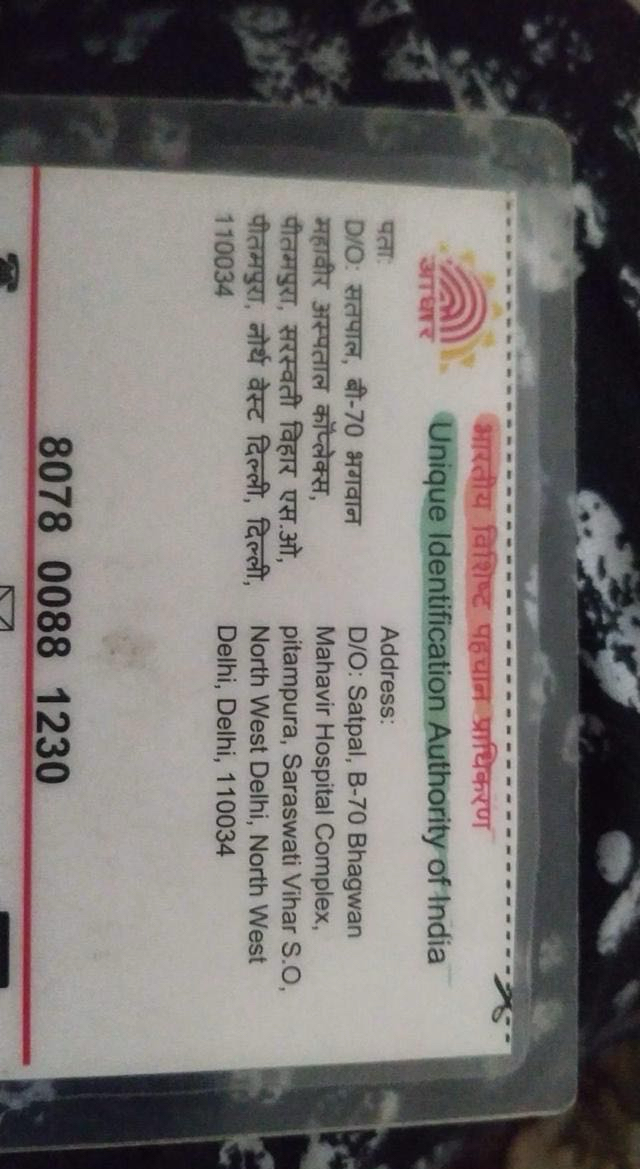 भारतीय विशिष्ट पहचान प्राधिकरण
Unique Identification Authority of India
आधार
पता:
D/O: सतपाल, बी-70 भगवान
महावीर अस्पताल कॉप्लेक्स,
पीतमपुरा, सरस्वती विहार एस.ओ,
पीतमपुरा, नोर्थ वेस्ट दिल्ली, दिल्ली,
110034
Address:
D/O: Satpal, B-70 Bhagwan
Mahavir Hospital Complex,
pitampura, Saraswati Vihar S.O,
North West Delhi, North West
Delhi, Delhi, 110034
8078 0088 1230